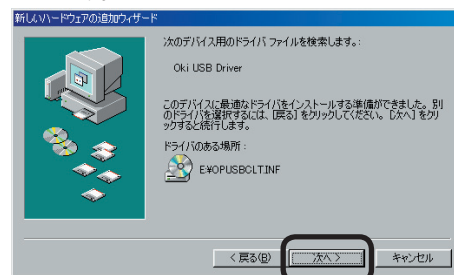 新しいハードウェアの追加ウィザード
次のデバイス用のドライバ ファイルを検索します。:
Oki USB Driver
このデバイスに最適なドライバをインストールする準備ができました。別
のドライバを選択するには、[戻る] をクリックしてください。[次へ] をクリ
ックすると続行します。
ドライバのある場所:
E:¥OPUSBCLT.INF
< 戻る(B)
次へ >
キャンセル